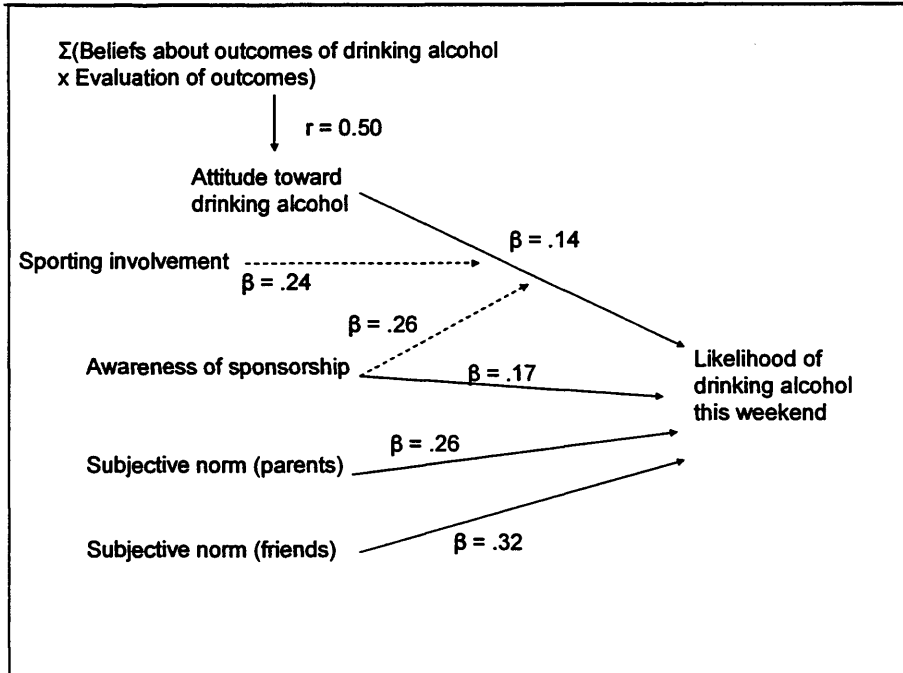 Σ(Beliefs about outcomes of drinking alcohol
x Evaluation of outcomes)
r = 0.50
Attitude toward
drinking alcohol
β = .14
Sporting involvement
β = .24
β = .26
Awareness of sponsorship
β = .17
Likelihood of
drinking alcohol
this weekend
Subjective norm (parents)
β = .26
Subjective norm (friends)
β = .32